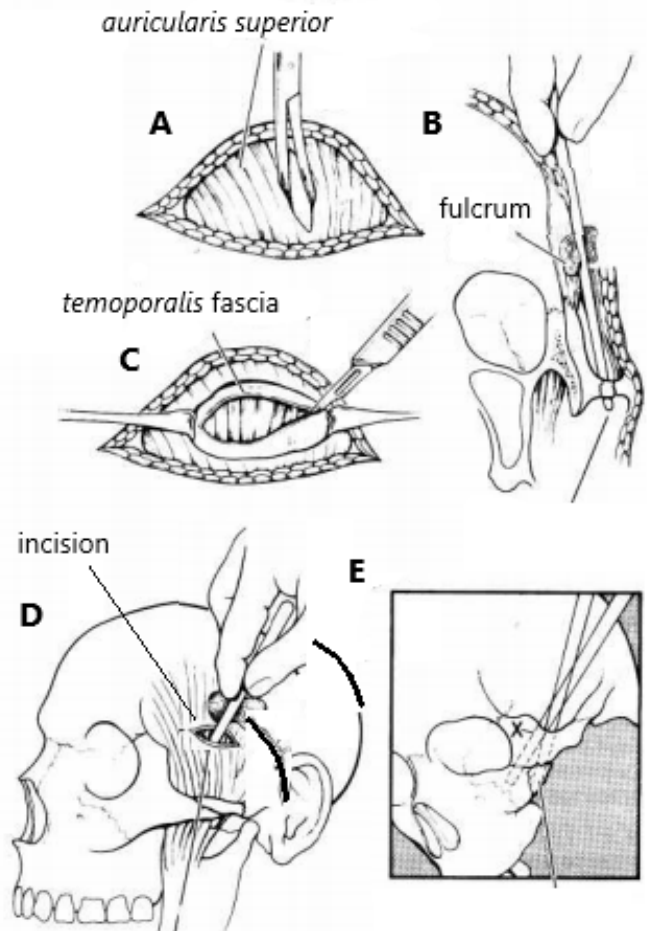 auricularis superior
A
B
fulcrum
temoporalis fascia
C
incision
D
E
X